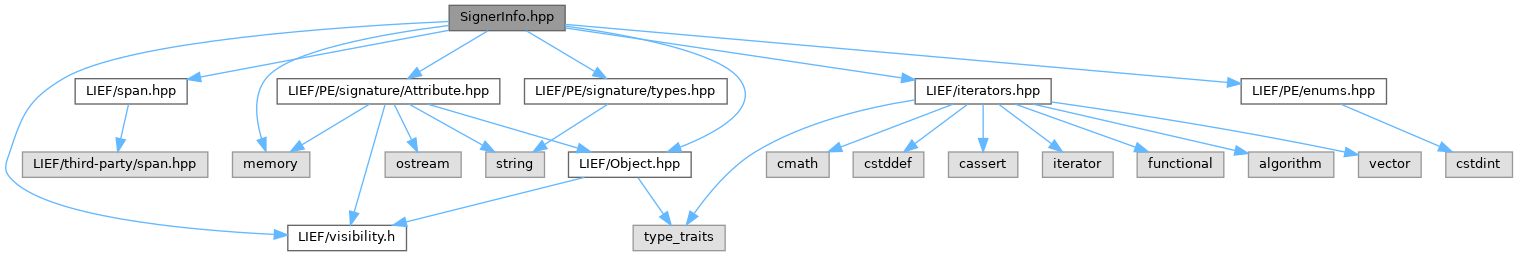 SignerInfo.hpp
LIEF/span.hpp
LIEF/PE/signature/Attribute.hpp
LIEF/PE/signature/types.hpp
LIEF/iterators.hpp
LIEF/PE/enums.hpp
LIEF/third-party/span.hpp
memory
ostream
string
LIEF/Object.hpp
cmath
cstddef
cassert
iterator
functional
algorithm
vector
cstdint
LIEF/visibility.h
type_traits